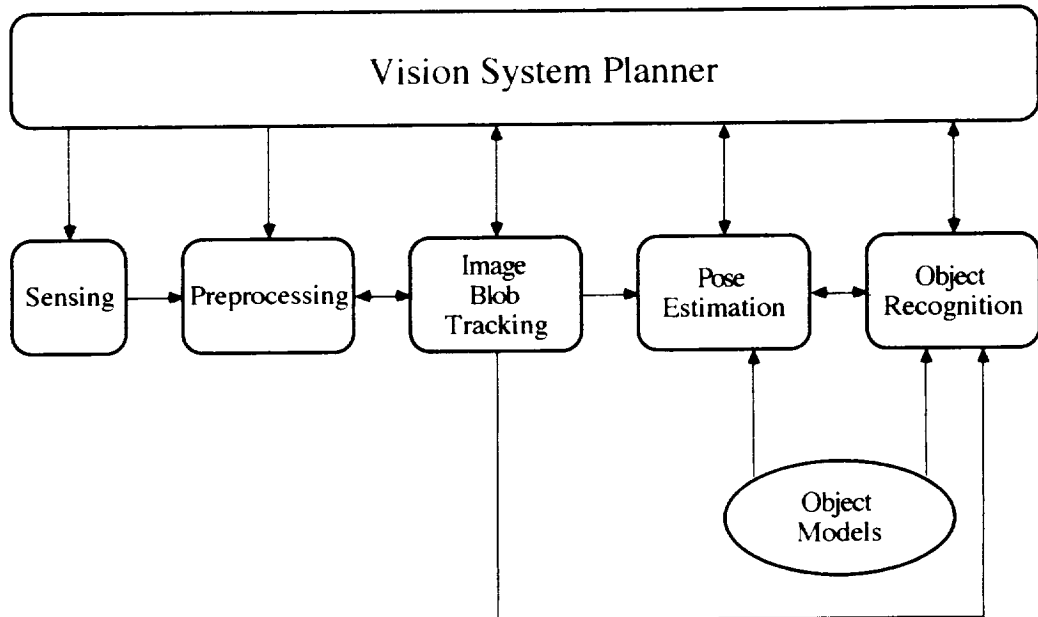 Vision System Planner
Sensing
Preprocessing
Image
Blob
Tracking
Pose
Estimation
Object
Recognition
Object
Models